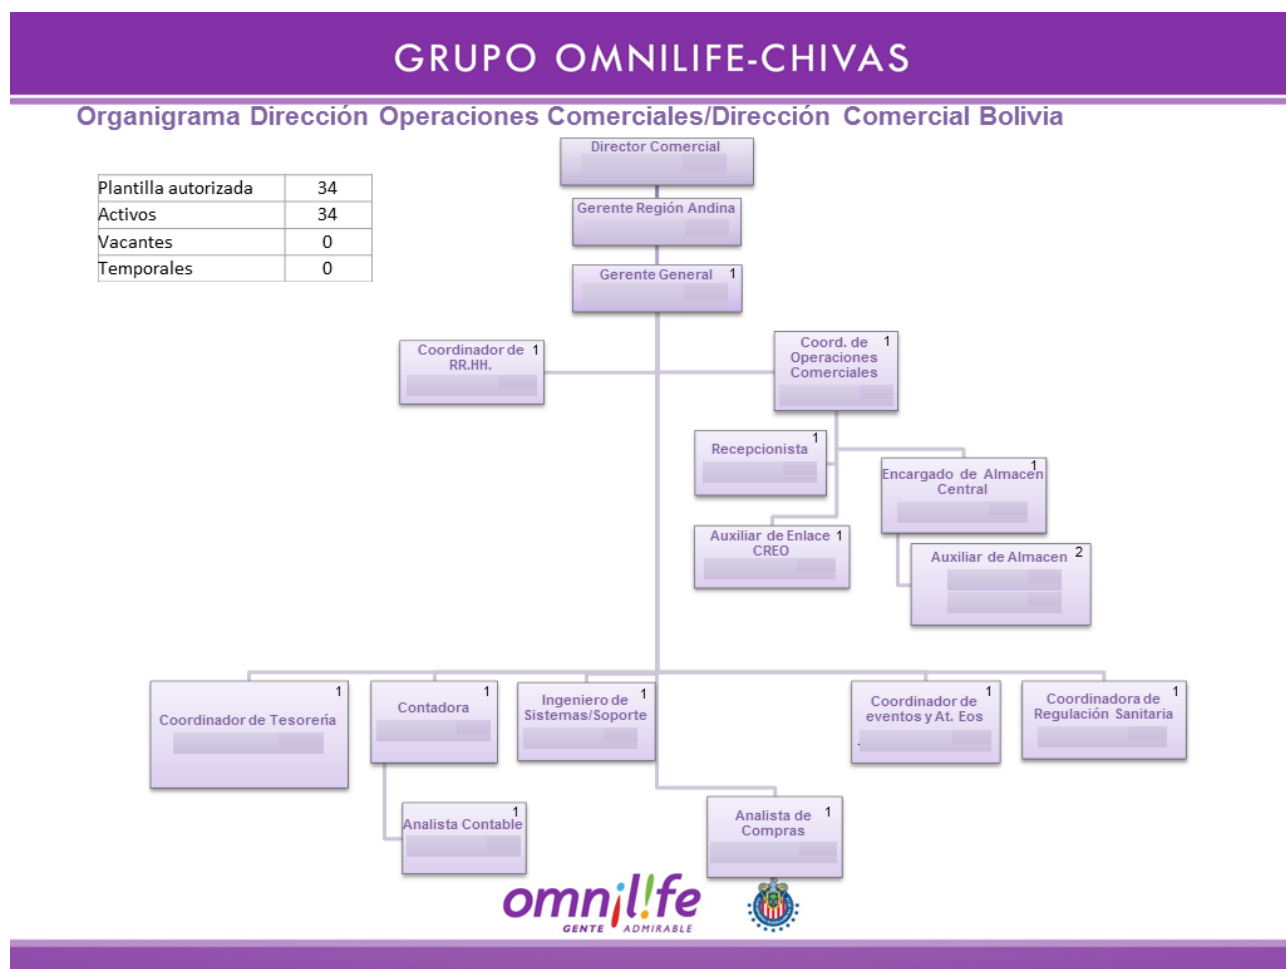 GRUPO OMNILIFE-CHIVAS
Organigrama Dirección Operaciones Comerciales/Dirección Comercial Bolivia
Director Comercial
Plantilla autorizada 34
Activos 34
Vacantes 0
Temporales 0
Gerente Región Andina
Gerente General 1
Coordinador de 1
RR.HH.
Coord. de 1
Operaciones
Comerciales
Recepcionista 1
Encargado de Almacen 1
Central
Auxiliar de Enlace 1
CREO
Auxiliar de Almacen 2
Coordinador de Tesorería 1
Contadora 1
Ingeniero de 1
Sistemas/Soporte
Coordinador de 1
eventos y At. Eos
Coordinadora de 1
Regulación Sanitaria
Analista Contable 1
Analista de 1
Compras
omnil!fe
GENTE ADMIRABLE